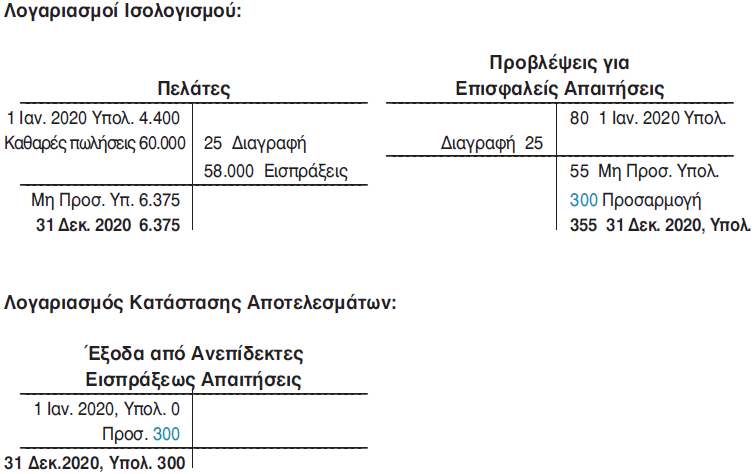 Λογαριασμοί Ισολογισμού:
Πελάτες
1 Ιαν. 2020 Υπολ. 4.400
Καθαρές πωλήσεις 60.000
25 Διαγραφή
58.000 Εισπράξεις
Μη Προσ. Υπ. 6.375
31 Δεκ. 2020 6.375
Προβλέψεις για
Επισφαλείς Απαιτήσεις
80 1 Ιαν. 2020 Υπολ.
Διαγραφή 25
55 Μη Προσ. Υπολ.
300 Προσαρμογή
355 31 Δεκ. 2020, Υπολ.
Λογαριασμός Κατάστασης Αποτελεσμάτων:
Έξοδα από Ανεπίδεκτες
Εισπράξεως Απαιτήσεις
1 Ιαν. 2020, Υπολ. 0
Προσ. 300
31 Δεκ.2020, Υπολ. 300